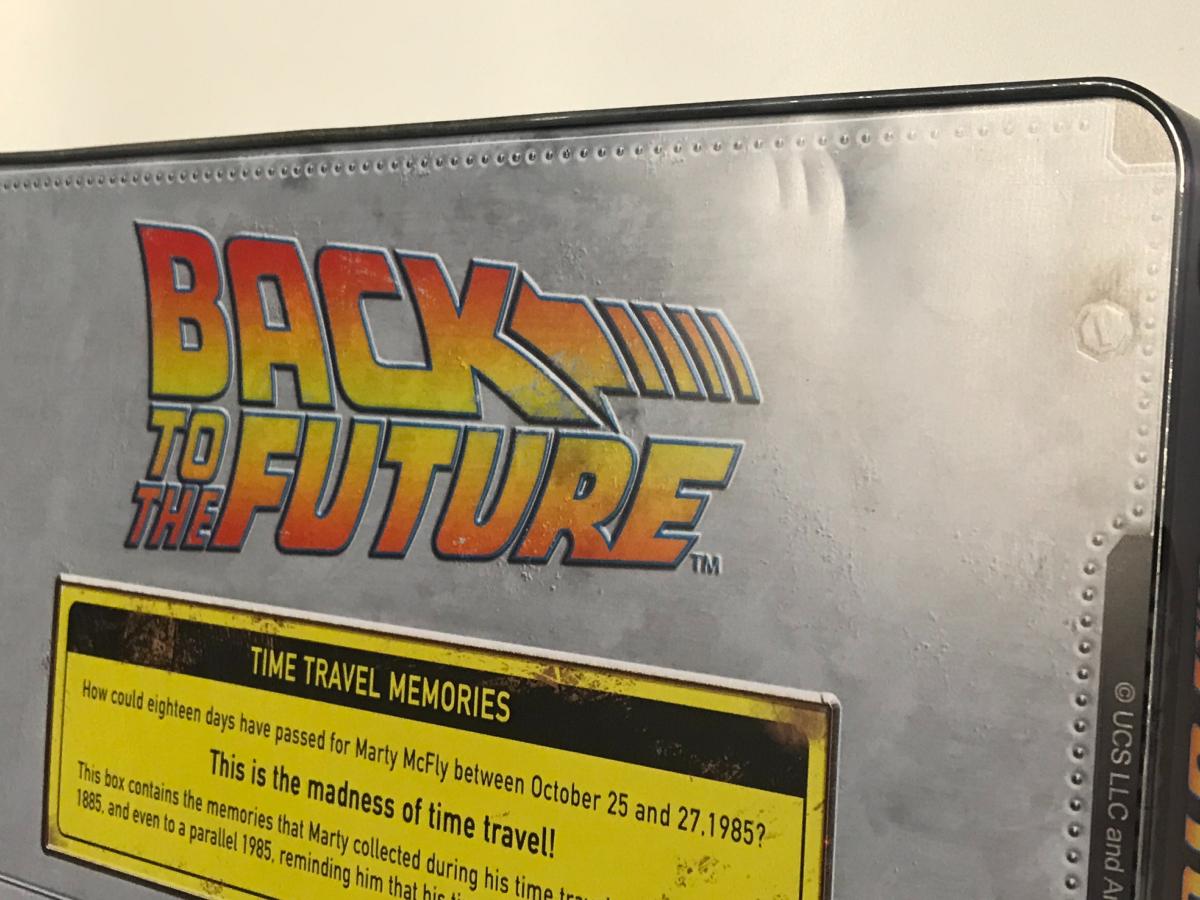 BACK
TO
THE FUTURE™
TIME TRAVEL MEMORIES
How could eighteen days have passed for Marty McFly between October 25 and 27,1985?
This is the madness of time travel!
This box contains the memories that Marty collected during his time
1885, and even to a parallel 1985, reminding him that his
© UCS LLC and